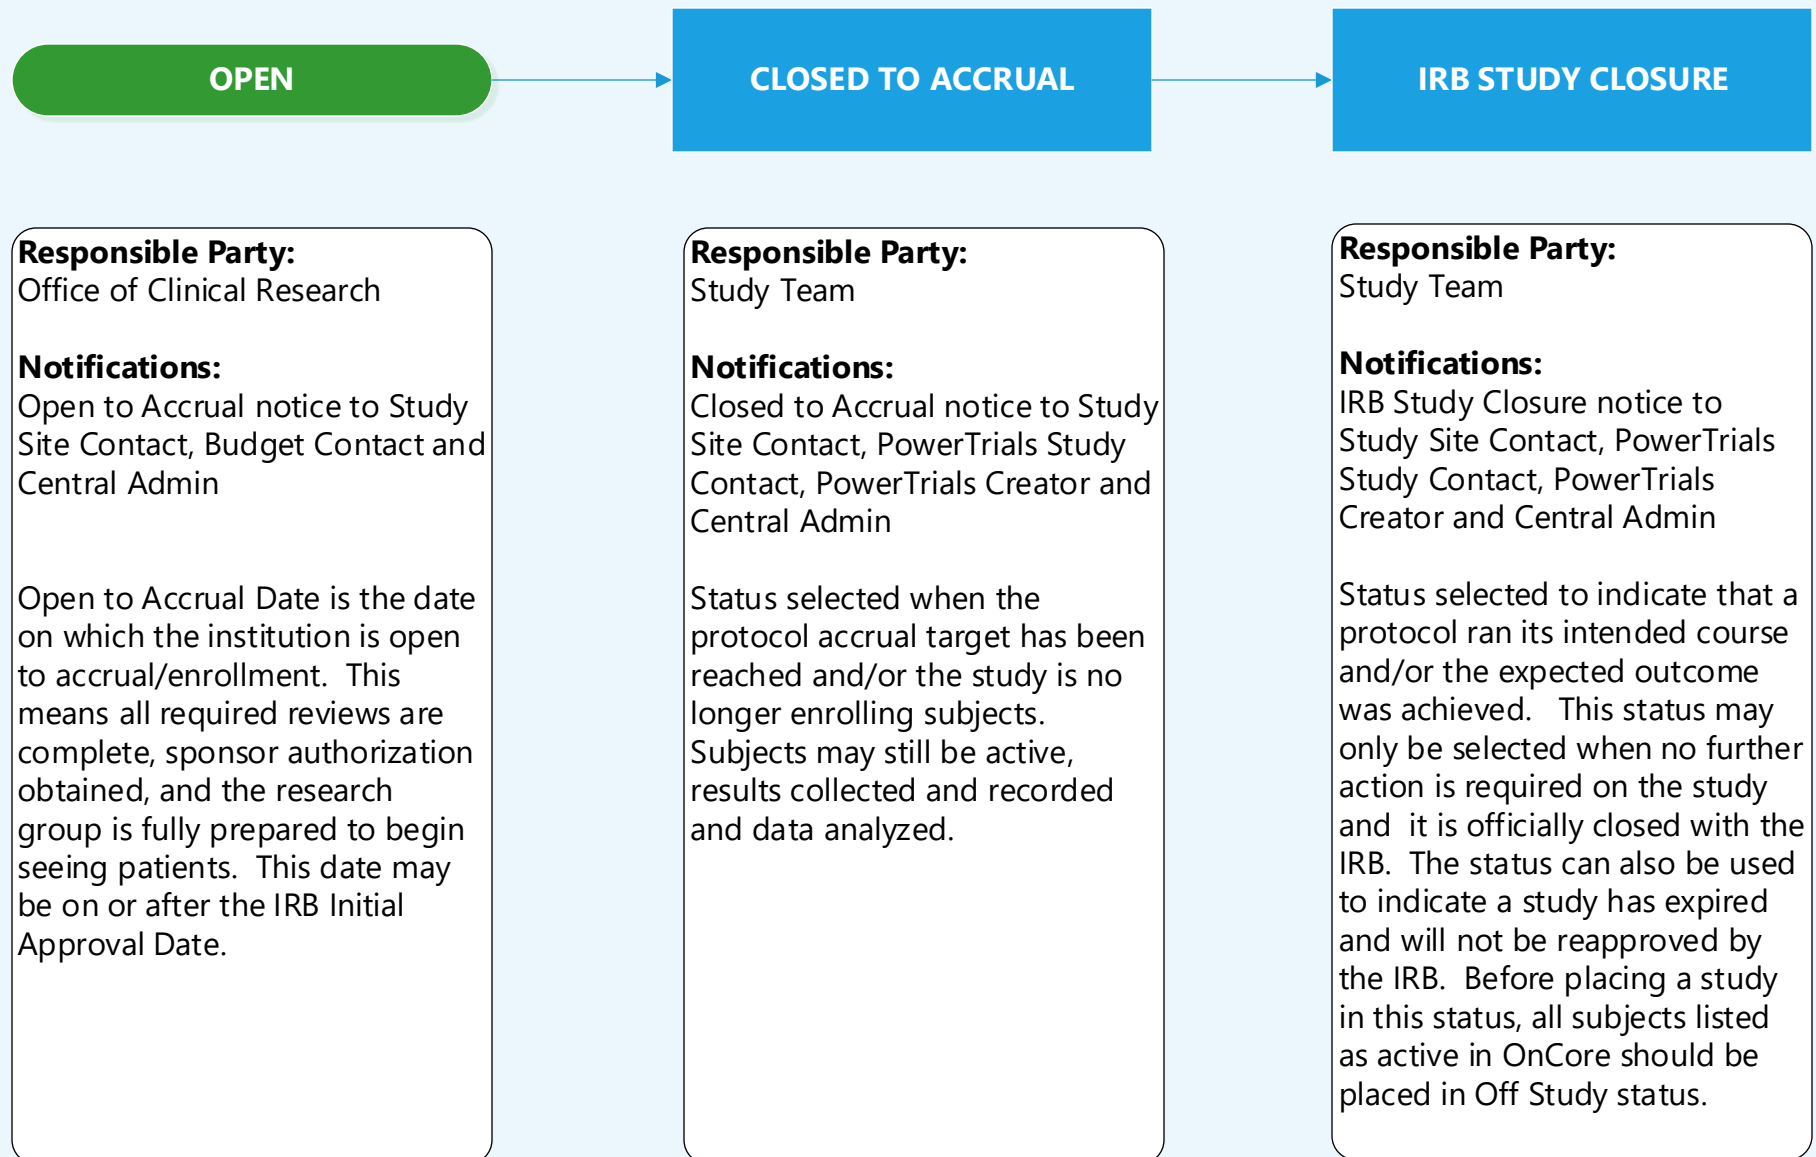 OPEN
CLOSED TO ACCRUAL
IRB STUDY CLOSURE
Responsible Party:
Office of Clinical Research
Notifications:
Open to Accrual notice to Study
Site Contact, Budget Contact and
Central Admin
Open to Accrual Date is the date
on which the institution is open
to accrual/enrollment.  This
means all required reviews are
complete, sponsor authorization
obtained, and the research
group is fully prepared to begin
seeing patients.  This date may
be on or after the IRB Initial
Approval Date.
Responsible Party:
Study Team
Notifications:
Closed to Accrual notice to Study
Site Contact, PowerTrials Study
Contact, PowerTrials Creator and
Central Admin
Status selected when the
protocol accrual target has been
reached and/or the study is no
longer enrolling subjects.
Subjects may still be active,
results collected and recorded
and data analyzed.
Responsible Party:
Study Team
Notifications:
IRB Study Closure notice to
Study Site Contact, PowerTrials
Study Contact, PowerTrials
Creator and Central Admin
Status selected to indicate that a
protocol ran its intended course
and/or the expected outcome
was achieved.   This status may
only be selected when no further
action is required on the study
and  it is officially closed with the
IRB.  The status can also be used
to indicate a study has expired
and will not be reapproved by
the IRB.  Before placing a study
in this status, all subjects listed
as active in OnCore should be
placed in Off Study status.